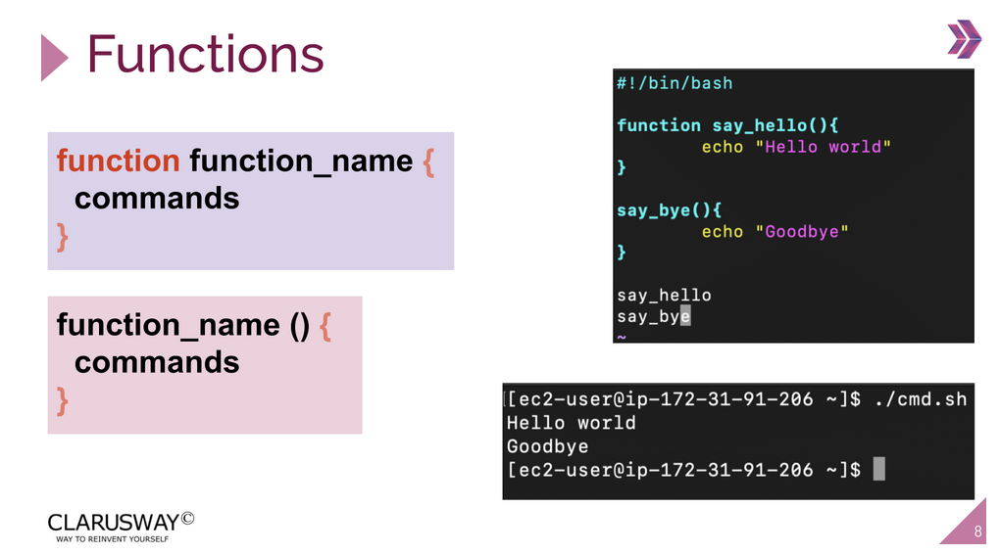 Functions
function function_name {
commands
}
function_name () {
commands
}
#!/bin/bash
function say_hello(){
echo "Hello world"
}
say_bye(){
echo "Goodbye"
}
say_hello
say_bye
~
[ec2-user@ip-172-31-91-206 ~]$ ./cmd.sh
Hello world
Goodbye
[ec2-user@ip-172-31-91-206 ~]$
CLARUSWAY©
WAY TO REINVENT YOURSELF
8